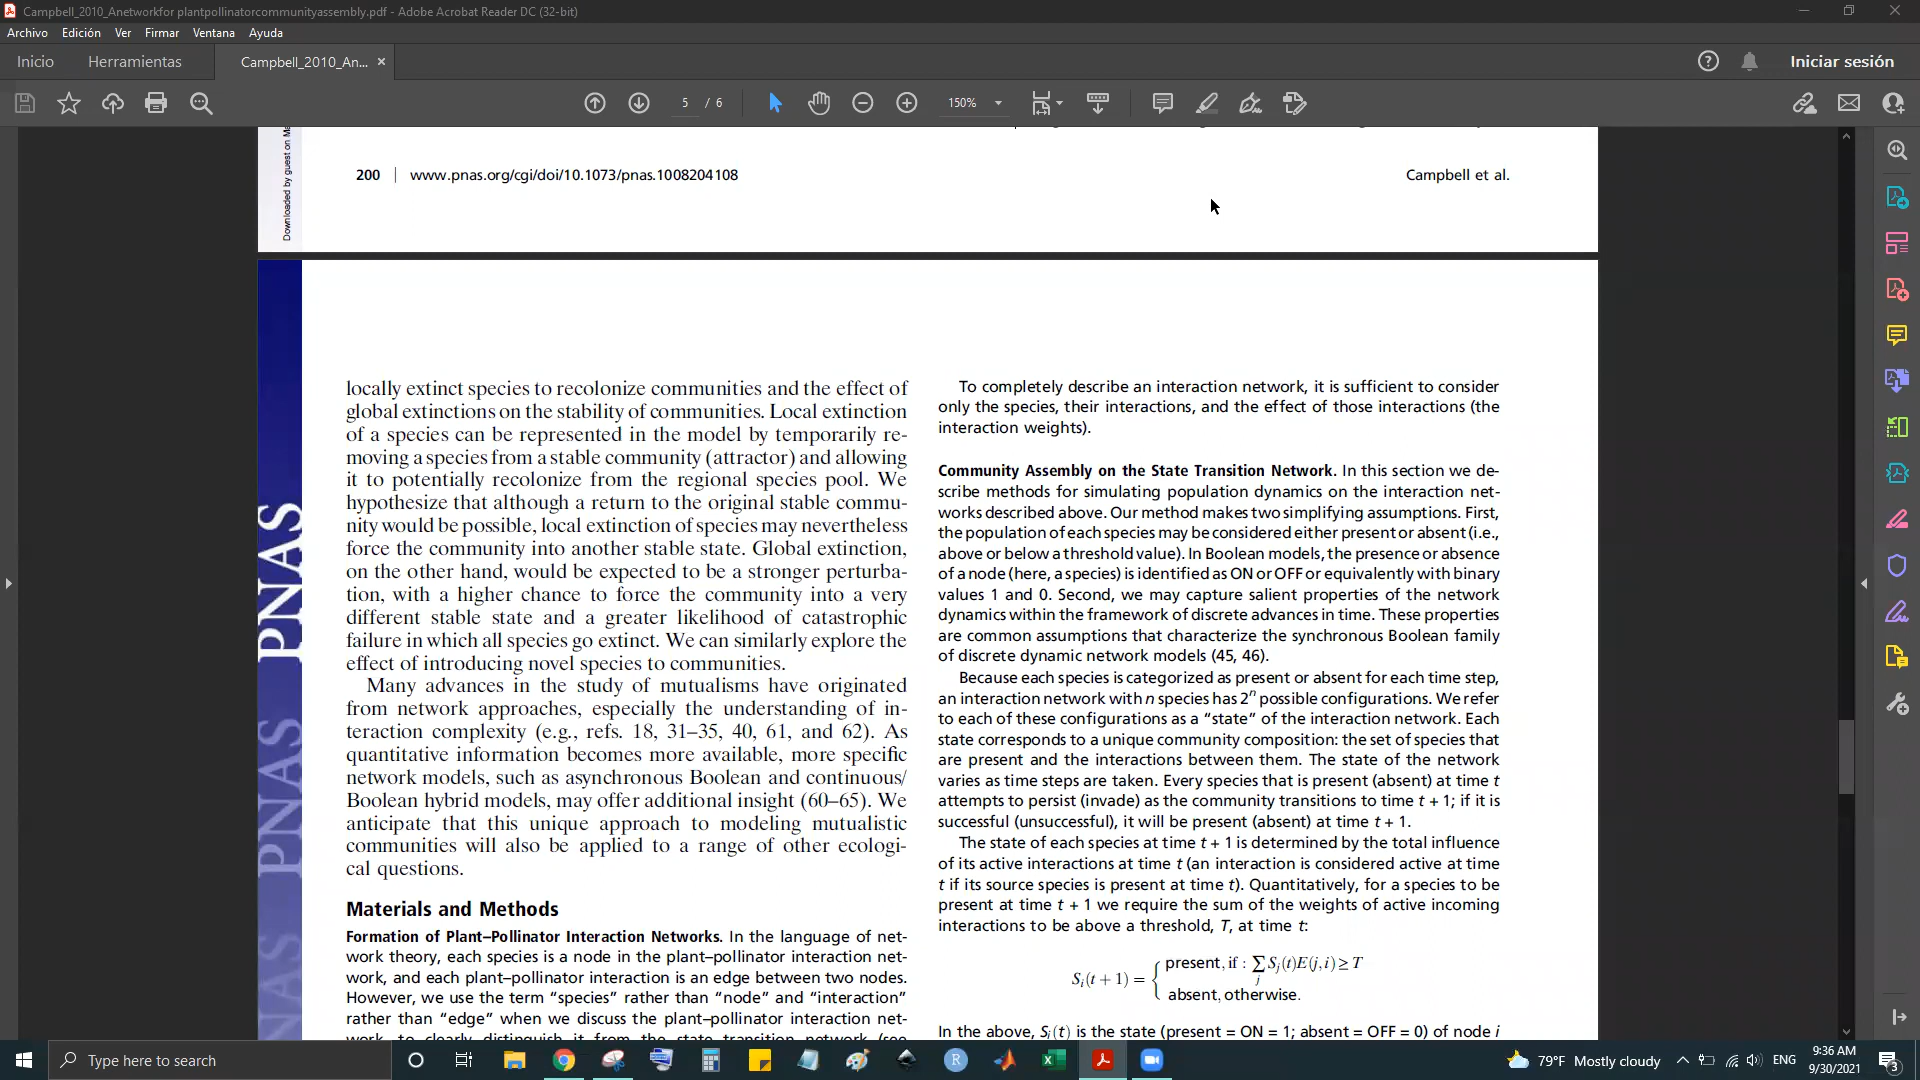 Campbell_2010_Anetworkfor plantpollinatorcommunityassembly.pdf - Adobe Acrobat Reader DC (32-bit)
Archivo Edición Ver Firmar Ventana Ayuda
Inicio Herramientas Campbell_2010_An... × Iniciar sesión
5 / 6 150%
Downloaded by guest on
200 | www.pnas.org/cgi/doi/10.1073/pnas.1008204108 Campbell et al.
PNAS PNAS PNAS
locally extinct species to recolonize communities and the effect of
global extinctions on the stability of communities. Local extinction
of a species can be represented in the model by temporarily re-
moving a species from a stable community (attractor) and allowing
it to potentially recolonize from the regional species pool. We
hypothesize that although a return to the original stable commu-
nity would be possible, local extinction of species may nevertheless
force the community into another stable state. Global extinction,
on the other hand, would be expected to be a stronger perturba-
tion, with a higher chance to force the community into a very
different stable state and a greater likelihood of catastrophic
failure in which all species go extinct. We can similarly explore the
effect of introducing novel species to communities.
Many advances in the study of mutualisms have originated
from network approaches, especially the understanding of in-
teraction complexity (e.g., refs. 18, 31–35, 40, 61, and 62). As
quantitative information becomes more available, more specific
network models, such as asynchronous Boolean and continuous/
Boolean hybrid models, may offer additional insight (60–65). We
anticipate that this unique approach to modeling mutualistic
communities will also be applied to a range of other ecologi-
cal questions.
Materials and Methods
Formation of Plant–Pollinator Interaction Networks. In the language of net-
work theory, each species is a node in the plant–pollinator interaction net-
work, and each plant–pollinator interaction is an edge between two nodes.
However, we use the term “species” rather than “node” and “interaction”
rather than “edge” when we discuss the plant–pollinator interaction net-
work, to clearly distinguish it from the state transition network (see
To completely describe an interaction network, it is sufficient to consider
only the species, their interactions, and the effect of those interactions (the
interaction weights).
Community Assembly on the State Transition Network. In this section we de-
scribe methods for simulating population dynamics on the interaction net-
works described above. Our method makes two simplifying assumptions. First,
the population of each species may be considered either present or absent (i.e.,
above or below a threshold value). In Boolean models, the presence or absence
of a node (here, a species) is identified as ON or OFF or equivalently with binary
values 1 and 0. Second, we may capture salient properties of the network
dynamics within the framework of discrete advances in time. These properties
are common assumptions that characterize the synchronous Boolean family
of discrete dynamic network models (45, 46).
Because each species is categorized as present or absent for each time step,
an interaction network with n species has 2ⁿ possible configurations. We refer
to each of these configurations as a “state” of the interaction network. Each
state corresponds to a unique community composition: the set of species that
are present and the interactions between them. The state of the network
varies as time steps are taken. Every species that is present (absent) at time t
attempts to persist (invade) as the community transitions to time t + 1; if it is
successful (unsuccessful), it will be present (absent) at time t + 1.
The state of each species at time t + 1 is determined by the total influence
of its active interactions at time t (an interaction is considered active at time
t if its source species is present at time t). Quantitatively, for a species to be
present at time t + 1 we require the sum of the weights of active incoming
interactions to be above a threshold, T, at time t:
Sᵢ(t + 1) = { present, if : ∑ⱼ Sⱼ(t)E(j, i) ≥ T
absent, otherwise.
In the above, Sᵢ(t) is the state (present = ON = 1; absent = OFF = 0) of node i
Type here to search
79°F Mostly cloudy ENG 9:36 AM
9/30/2021 3